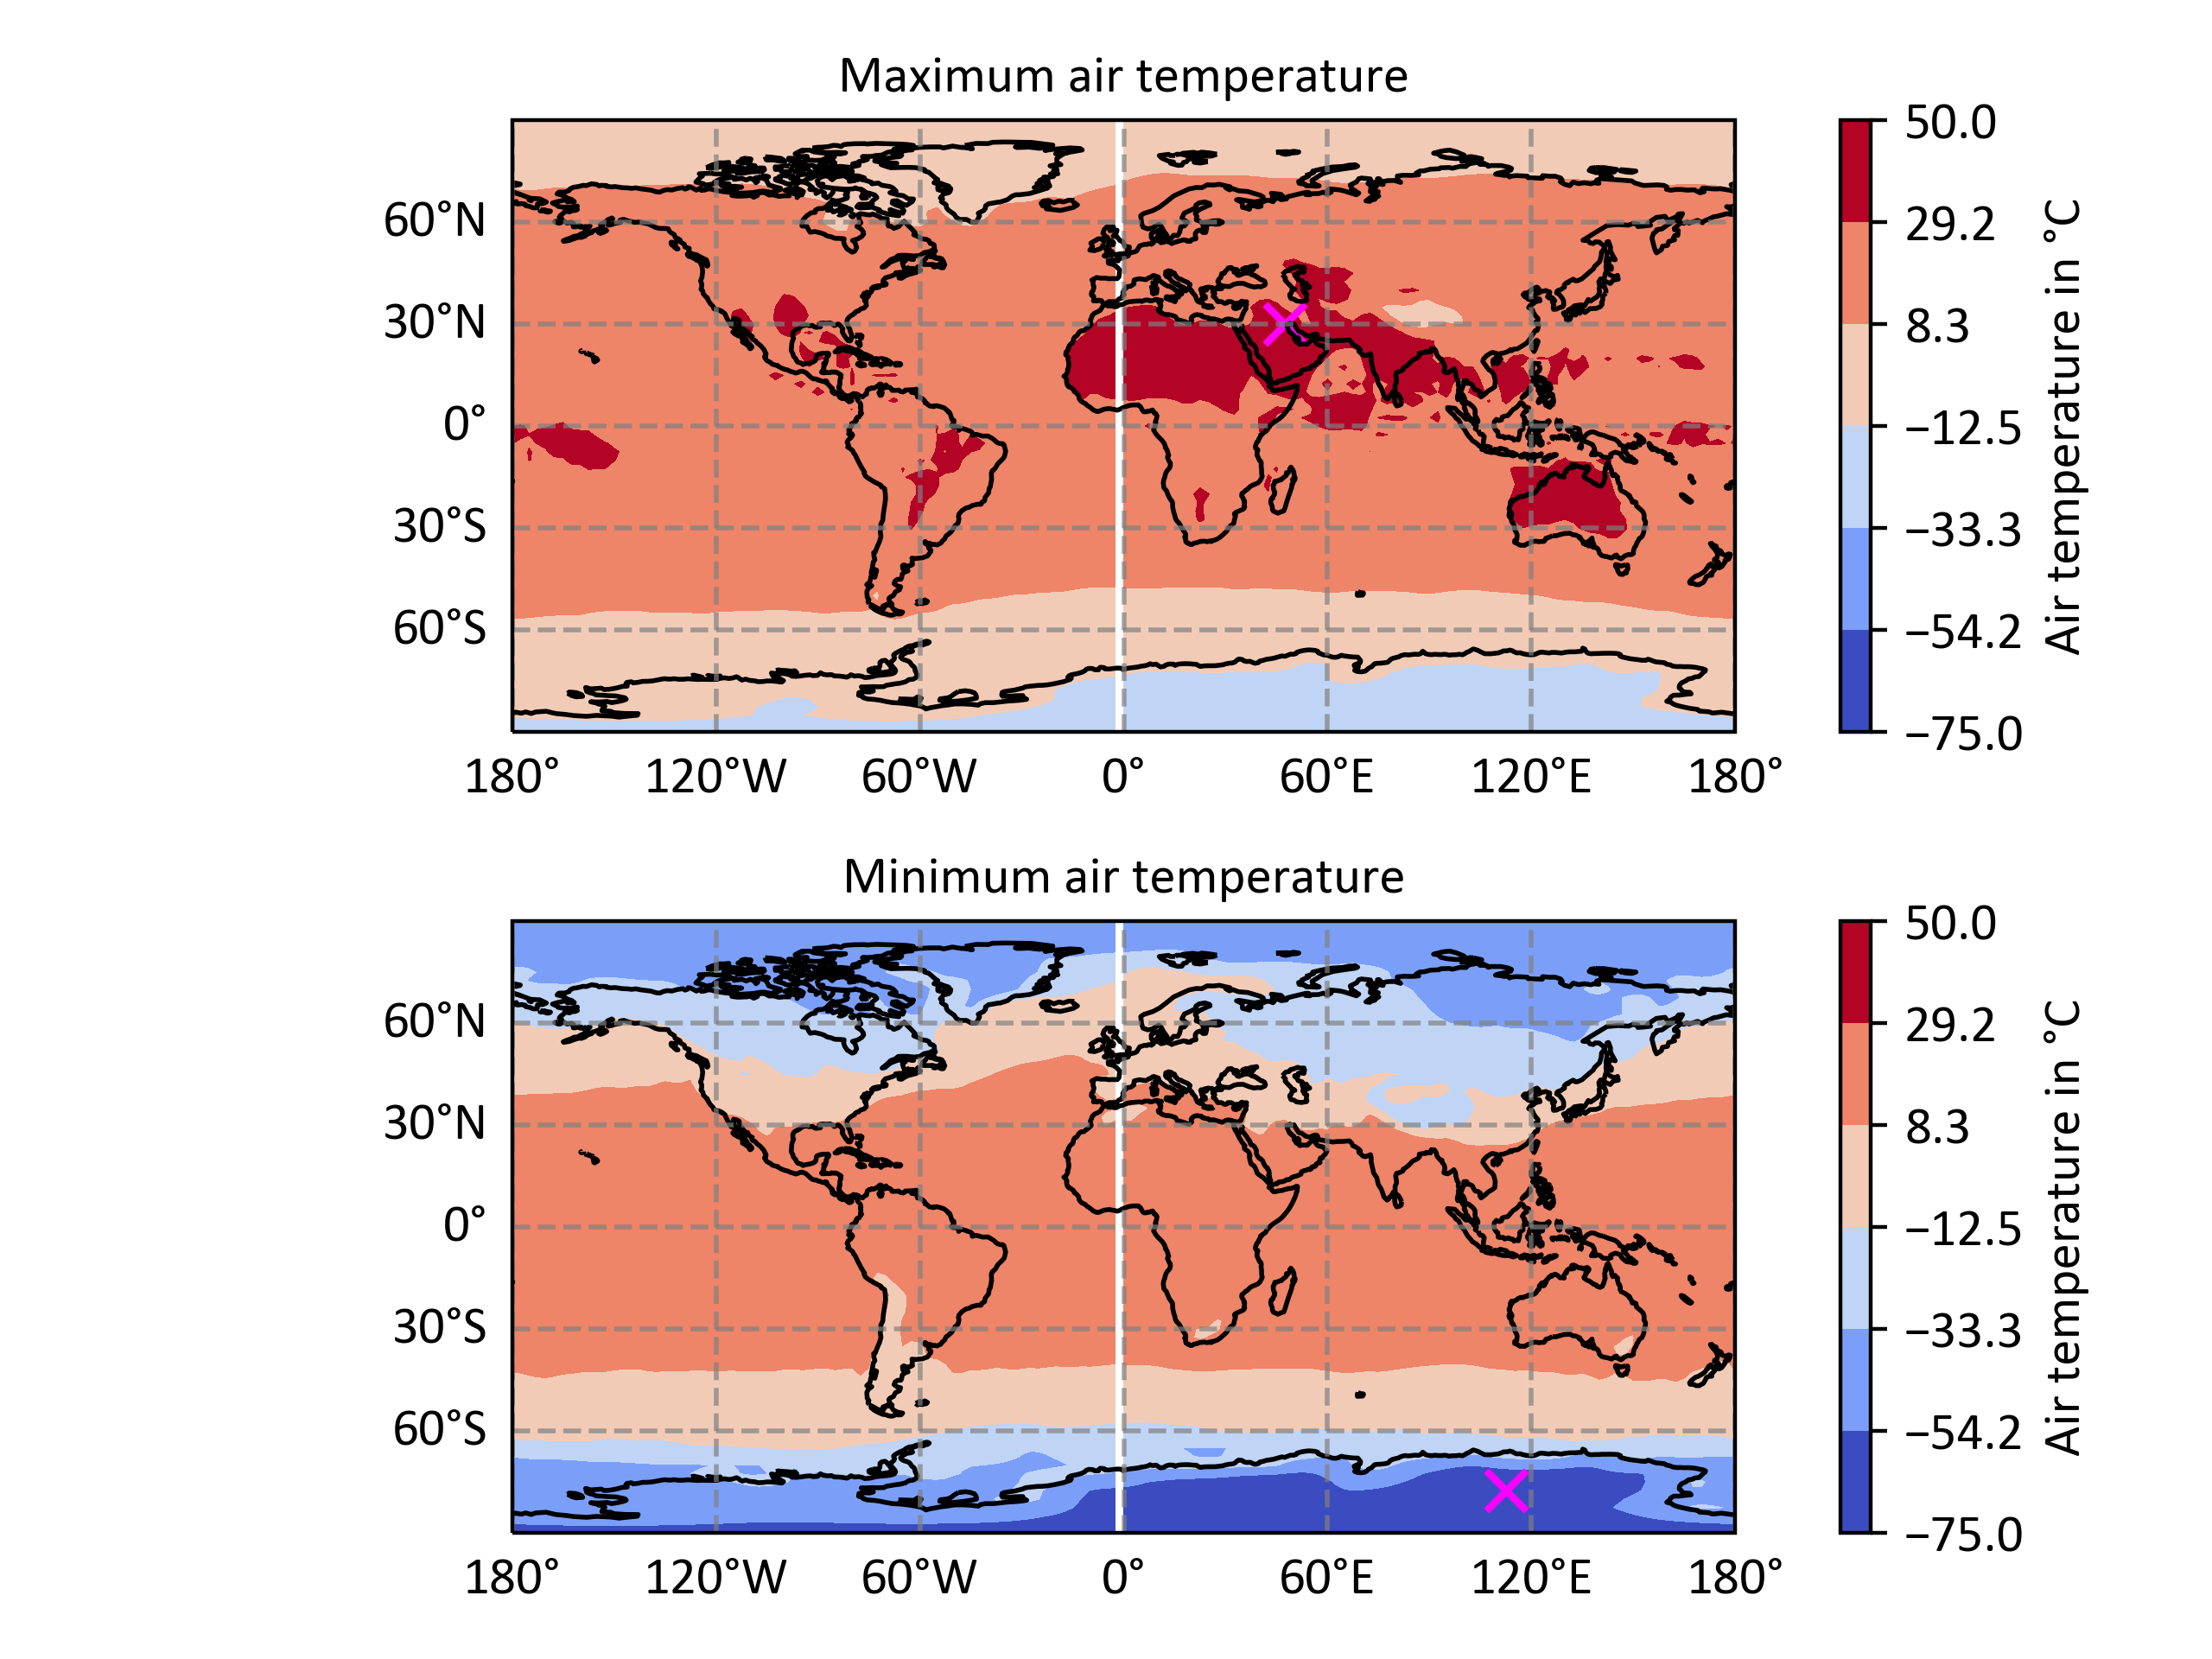 Maximum air temperature
60°N
30°N
0°
30°S
60°S
180°
120°W
60°W
0°
60°E
120°E
180°
50.0
29.2
8.3
−12.5
−33.3
−54.2
−75.0
Air temperature in °C
Minimum air temperature
60°N
30°N
0°
30°S
60°S
180°
120°W
60°W
0°
60°E
120°E
180°
50.0
29.2
8.3
−12.5
−33.3
−54.2
−75.0
Air temperature in °C